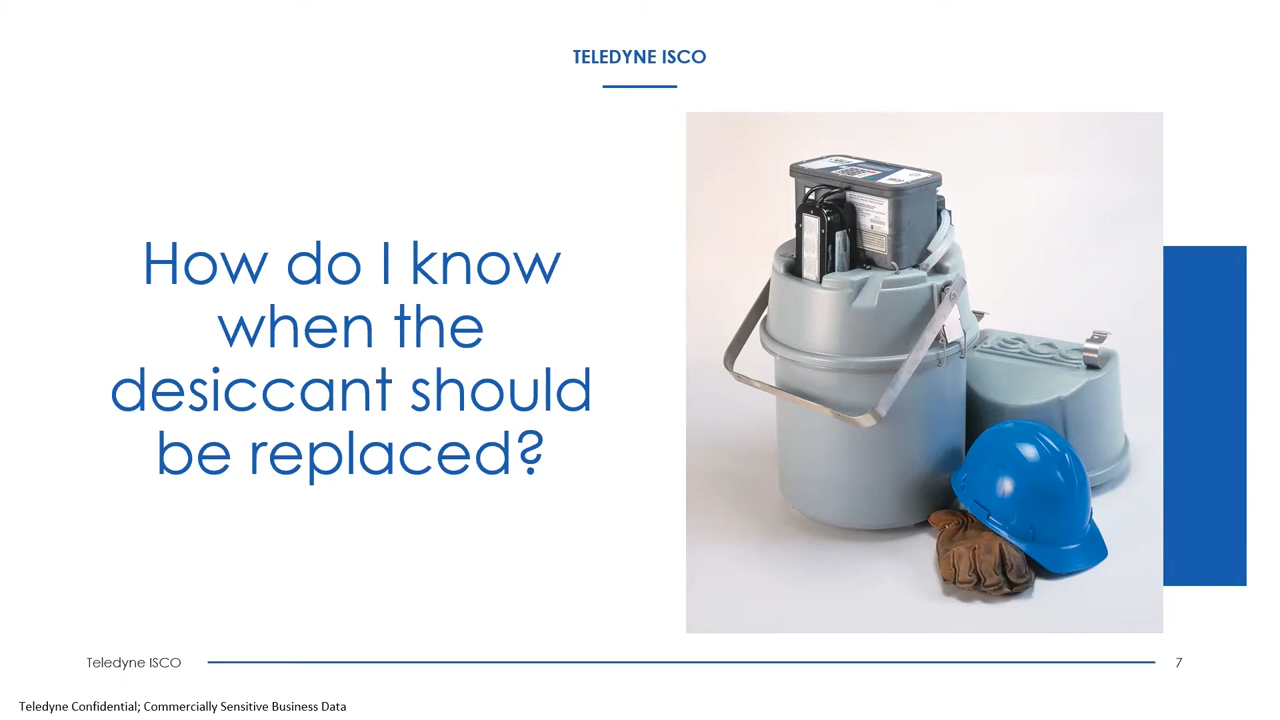 TELEDYNE ISCO
How do I know
when the
desiccant should
be replaced?
ISCO
Teledyne ISCO
7
Teledyne Confidential; Commercially Sensitive Business Data